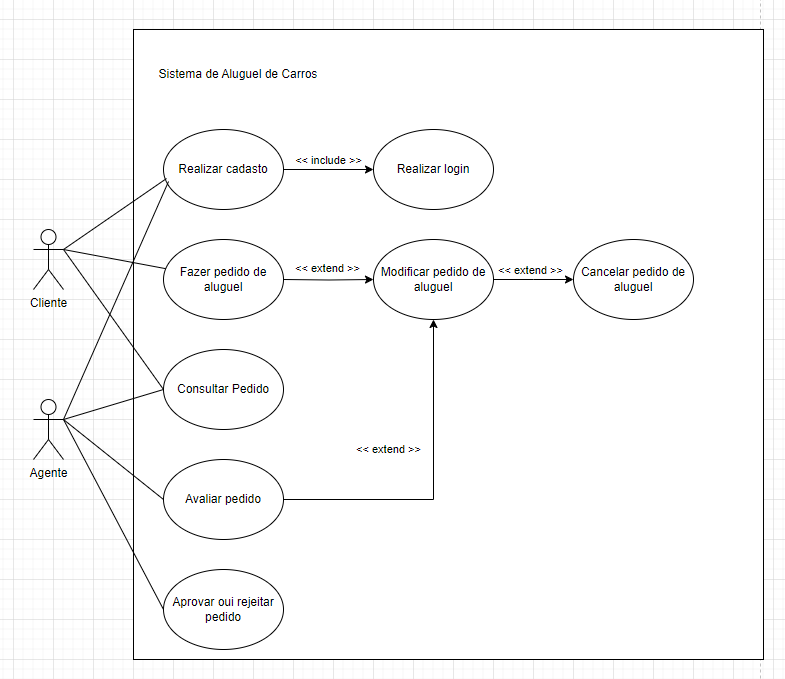 Sistema de Aluguel de Carros
Realizar cadasto
<< include >>
Realizar login
Fazer pedido de
aluguel
<< extend >>
Modificar pedido de
aluguel
<< extend >>
Cancelar pedido de
aluguel
Cliente
Consultar Pedido
<< extend >>
Agente
Avaliar pedido
Aprovar oui rejeitar
pedido